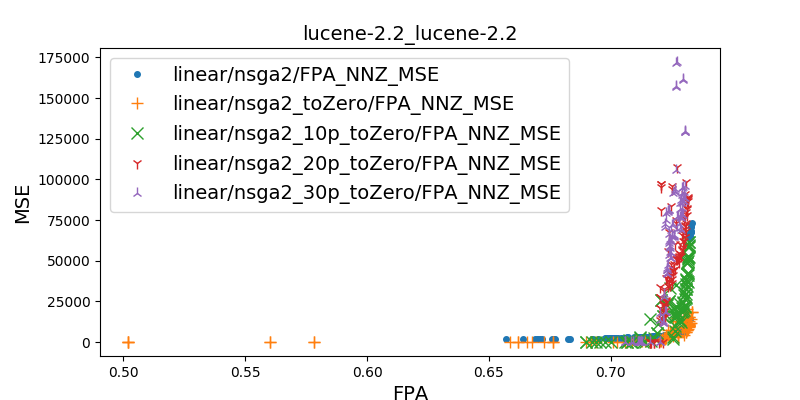 lucene-2.2_lucene-2.2
175000
150000
125000
100000
75000
50000
25000
0
MSE
linear/nsga2/FPA_NNZ_MSE
linear/nsga2_toZero/FPA_NNZ_MSE
linear/nsga2_10p_toZero/FPA_NNZ_MSE
linear/nsga2_20p_toZero/FPA_NNZ_MSE
linear/nsga2_30p_toZero/FPA_NNZ_MSE
0.50 0.55 0.60 0.65 0.70
FPA